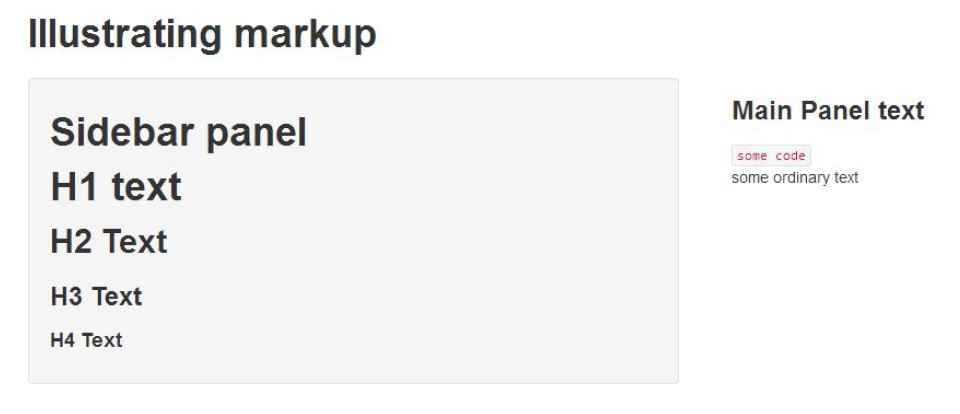 Illustrating markup
Sidebar panel
H1 text
H2 Text
H3 Text
H4 Text
Main Panel text
some code
some ordinary text